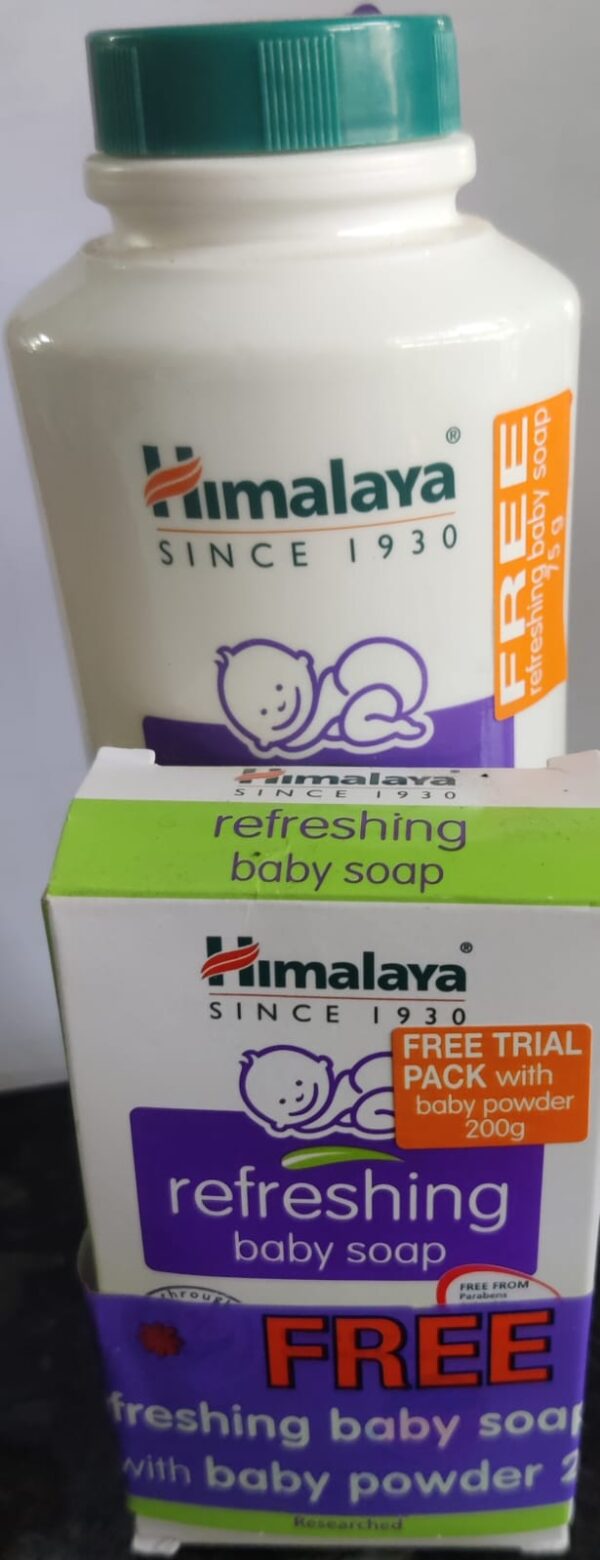 Himalaya®
SINCE 1930
FREE
refreshing baby soap
75 g
Himalaya
SINCE 1930
refreshing
baby soap
Himalaya®
SINCE 1930
FREE TRIAL
PACK with
baby powder
200g
refreshing
baby soap
FREE FROM
Parabens
FREE
freshing baby soap
with baby powder 2
Researched